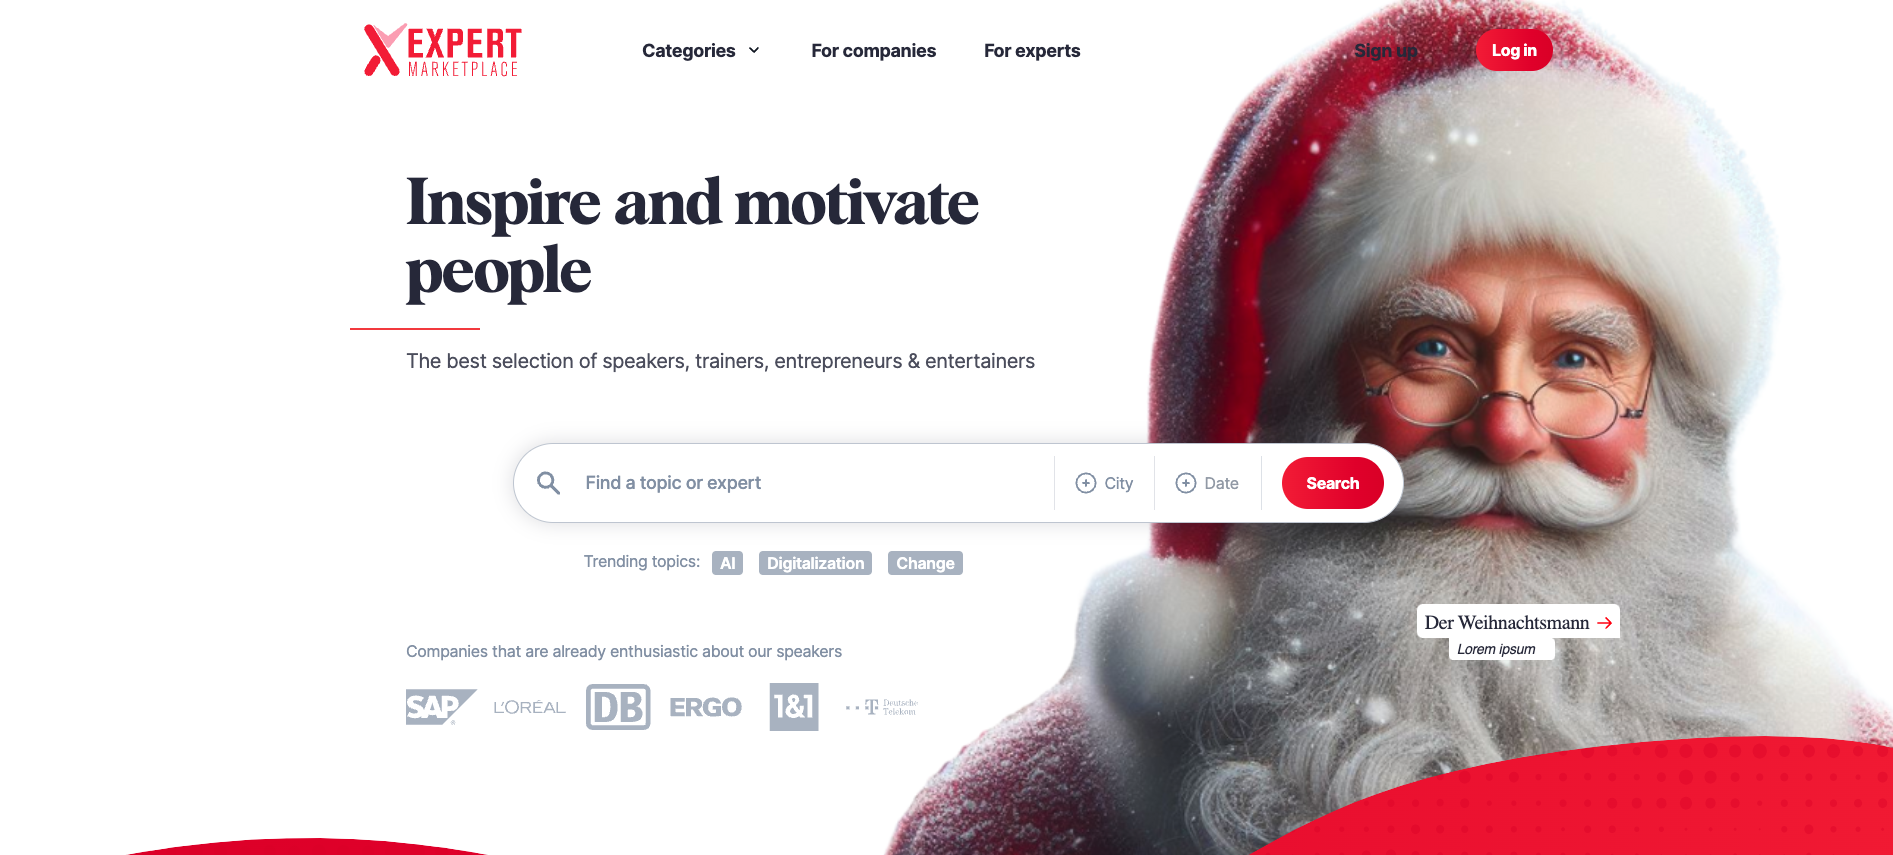 EXPERT
MARKETPLACE
Categories
For companies
For experts
Sign up
Log in
Inspire and motivate
people
The best selection of speakers, trainers, entrepreneurs & entertainers
Find a topic or expert
City
Date
Search
Trending topics:
AI
Digitalization
Change
Der Weihnachtsmann →
Lorem ipsum
Companies that are already enthusiastic about our speakers
SAP
L'ORÉAL
DB
ERGO
1&1
Deutsche
Telekom